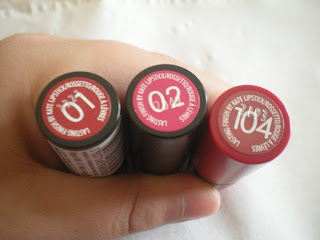 01
LASTING FINISH BY KATE LIPSTICK/ROSSETTO/ROUGE À LÈVRES
02
LASTING FINISH BY KATE LIPSTICK/ROSSETTO/ROUGE À LÈVRES
104
LASTING FINISH BY KATE LIPSTICK/ROSSETTO/ROUGE À LÈVRES